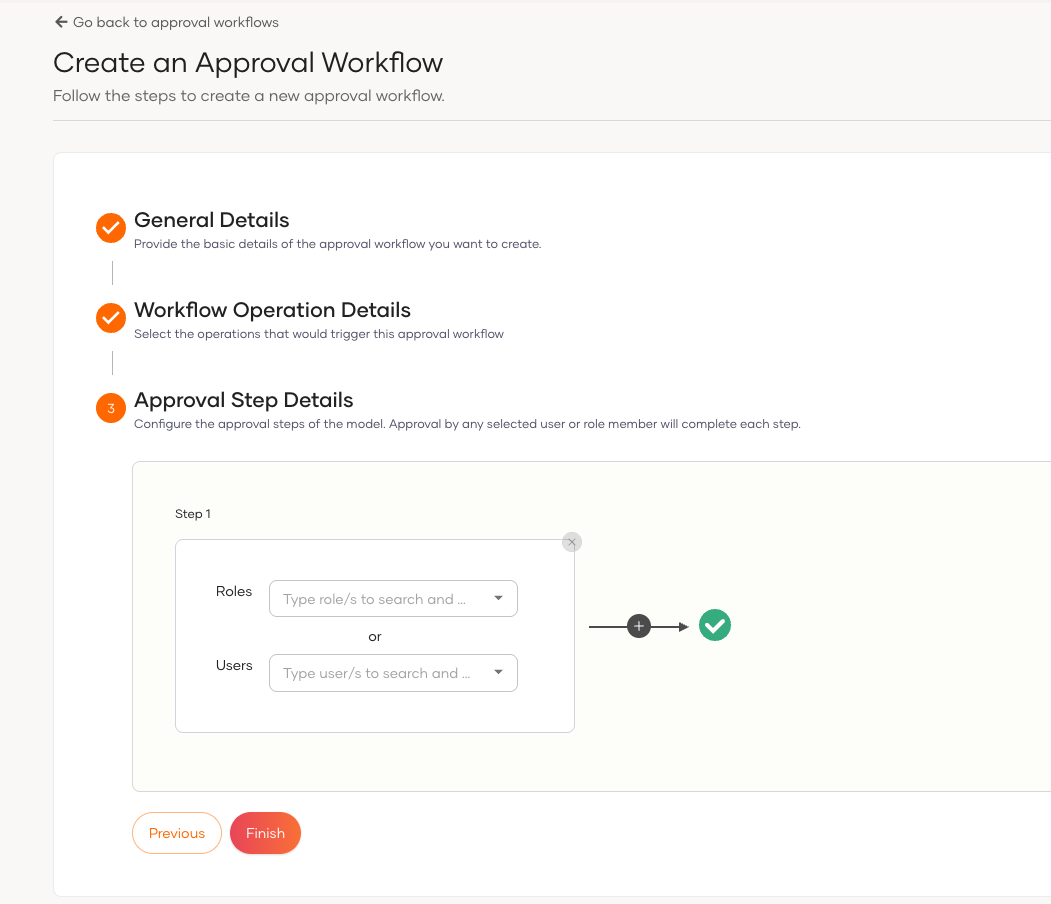 Go back to approval workflows
Create an Approval Workflow
Follow the steps to create a new approval workflow.
General Details
Provide the basic details of the approval workflow you want to create.
Workflow Operation Details
Select the operations that would trigger this approval workflow
3
Approval Step Details
Configure the approval steps of the model. Approval by any selected user or role member will complete each step.
Step 1
Roles
Type role/s to search and ...
or
Users
Type user/s to search and ...
Previous
Finish